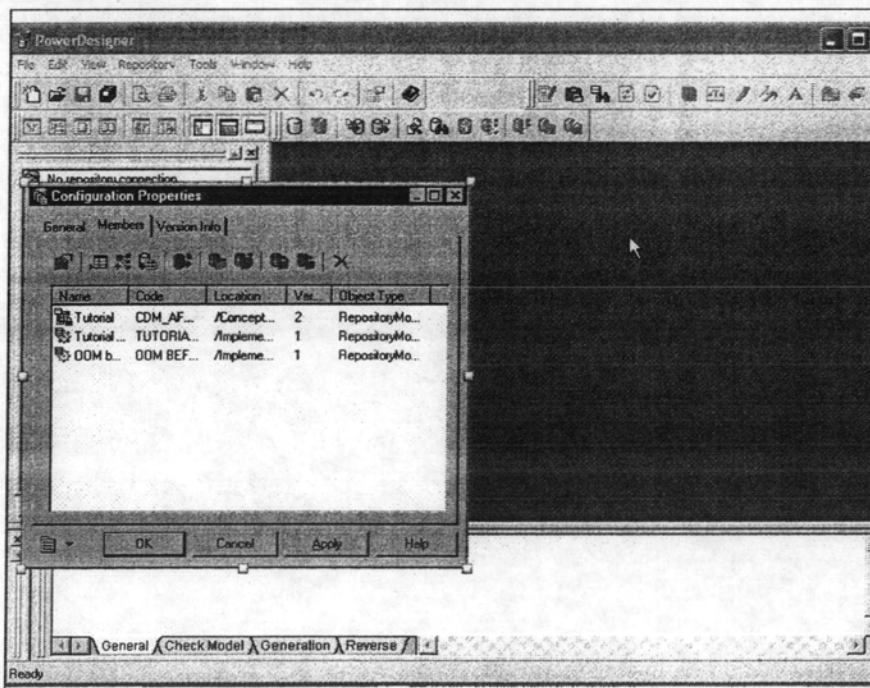 PowerDesigner
File Edit View Repository Tools Window Help
No repository connection
Configuration Properties
General Members Version Info
Name Code Location Ver... Object Type
Tutorial CDM_AF... /Concept... 2 RepositoryMo...
Tutorial ... TUTORIA... /Impleme... 1 RepositoryMo...
OOM b... OOM BEF... /Impleme... 1 RepositoryMo...
OK Cancel Apply Help
General Check Model Generation Reverse
Ready